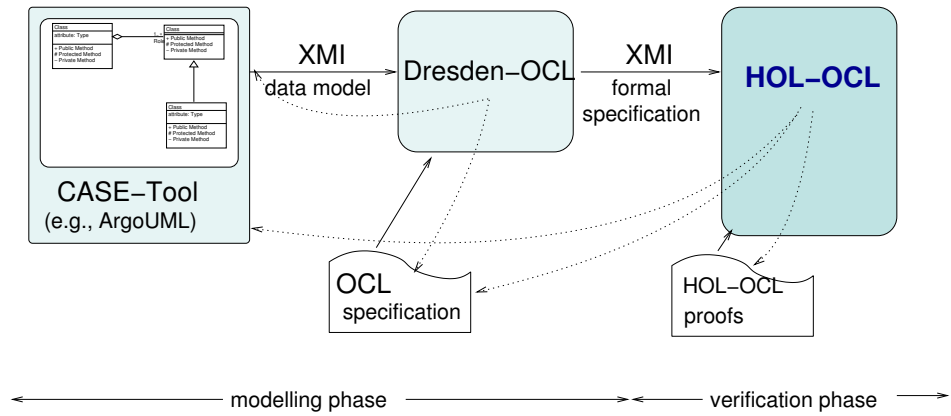 Class
attribute: Type
+ Public Method
# Protected Method
− Private Method
Class
attribute: Type
+ Public Method
# Protected Method
− Private Method
Class
attribute: Type
+ Public Method
# Protected Method
− Private Method
CASE−Tool
(e.g., ArgoUML)
XMI
data model
Dresden−OCL
XMI
formal
specification
HOL−OCL
OCL
specification
HOL−OCL
proofs
modelling phase
verification phase